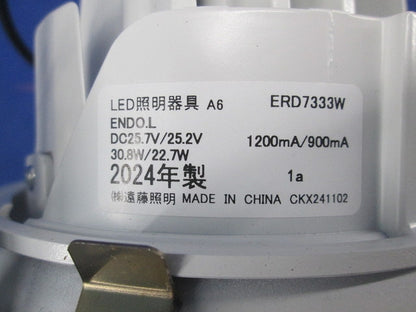 LED照明器具 A6 ERD7333W
ENDO.L
DC25.7V/25.2V 1200mA/900mA
30.8W/22.7W
2024年製 1a
㈱遠藤照明 MADE IN CHINA CKX241102